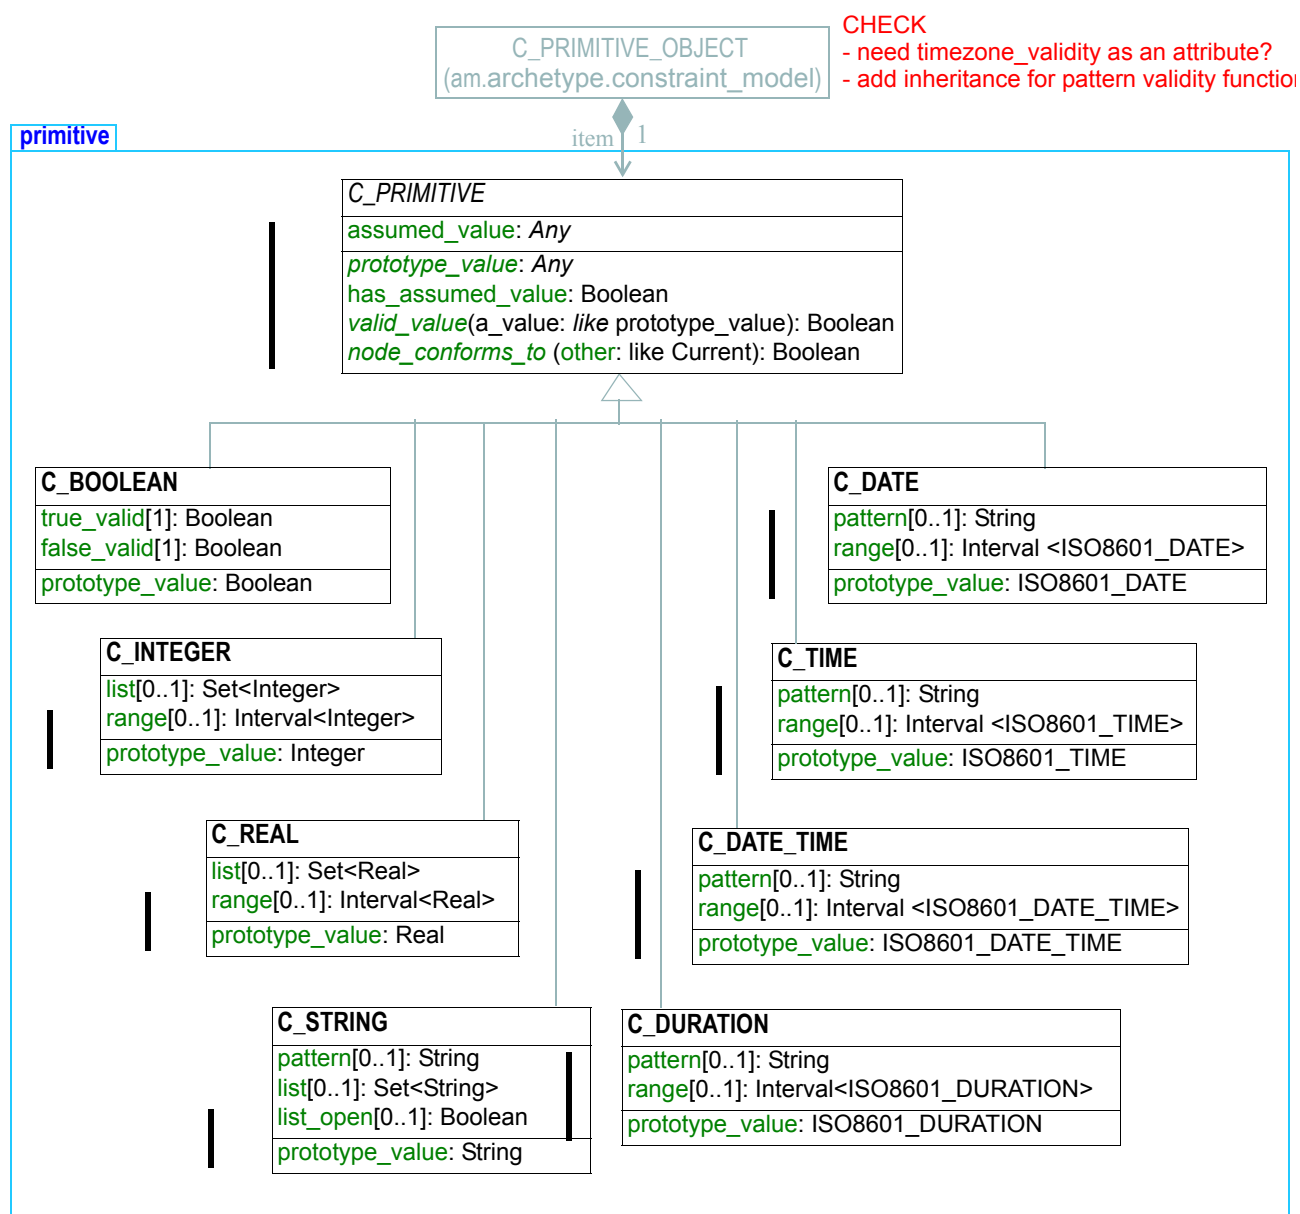 C_PRIMITIVE_OBJECT
(am.archetype.constraint_model)
CHECK
- need timezone_validity as an attribute?
- add inheritance for pattern validity function
primitive
item
1
C_PRIMITIVE
assumed_value: Any
prototype_value: Any
has_assumed_value: Boolean
valid_value(a_value: like prototype_value): Boolean
node_conforms_to (other: like Current): Boolean
C_BOOLEAN
true_valid[1]: Boolean
false_valid[1]: Boolean
prototype_value: Boolean
C_DATE
pattern[0..1]: String
range[0..1]: Interval <ISO8601_DATE>
prototype_value: ISO8601_DATE
C_INTEGER
list[0..1]: Set<Integer>
range[0..1]: Interval<Integer>
prototype_value: Integer
C_TIME
pattern[0..1]: String
range[0..1]: Interval <ISO8601_TIME>
prototype_value: ISO8601_TIME
C_REAL
list[0..1]: Set<Real>
range[0..1]: Interval<Real>
prototype_value: Real
C_DATE_TIME
pattern[0..1]: String
range[0..1]: Interval <ISO8601_DATE_TIME>
prototype_value: ISO8601_DATE_TIME
C_STRING
pattern[0..1]: String
list[0..1]: Set<String>
list_open[0..1]: Boolean
prototype_value: String
C_DURATION
pattern[0..1]: String
range[0..1]: Interval<ISO8601_DURATION>
prototype_value: ISO8601_DURATION